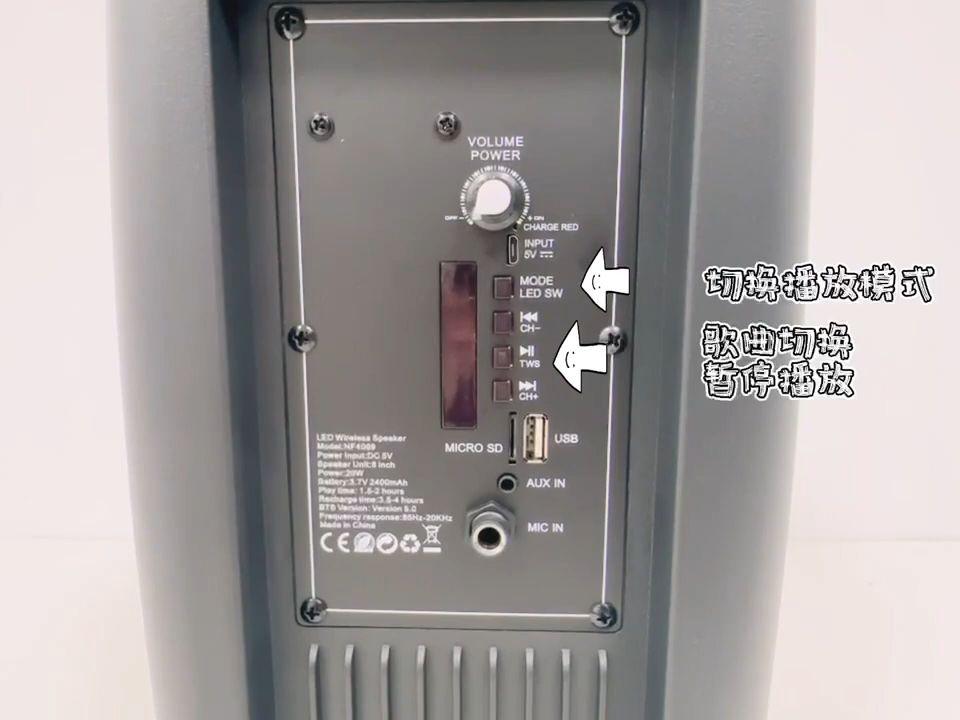 VOLUME
POWER
OFF
ON
CHARGE RED
INPUT
5V
MODE
LED SW
切换播放模式
CH-
歌曲切换
TWS
暂停播放
CH+
MICRO SD
USB
AUX IN
MIC IN
LED Wireless Speaker
Model:NF4089
Power Input:DC 5V
Speaker Unit:8 inch
Power:20W
Battery:3.7V 2400mAh
Play time: 1.5-2 hours
Recharge time:3.5-4 hours
BTS Version: Version 5.0
Frequency response:85Hz-20KHz
Made in China
CE